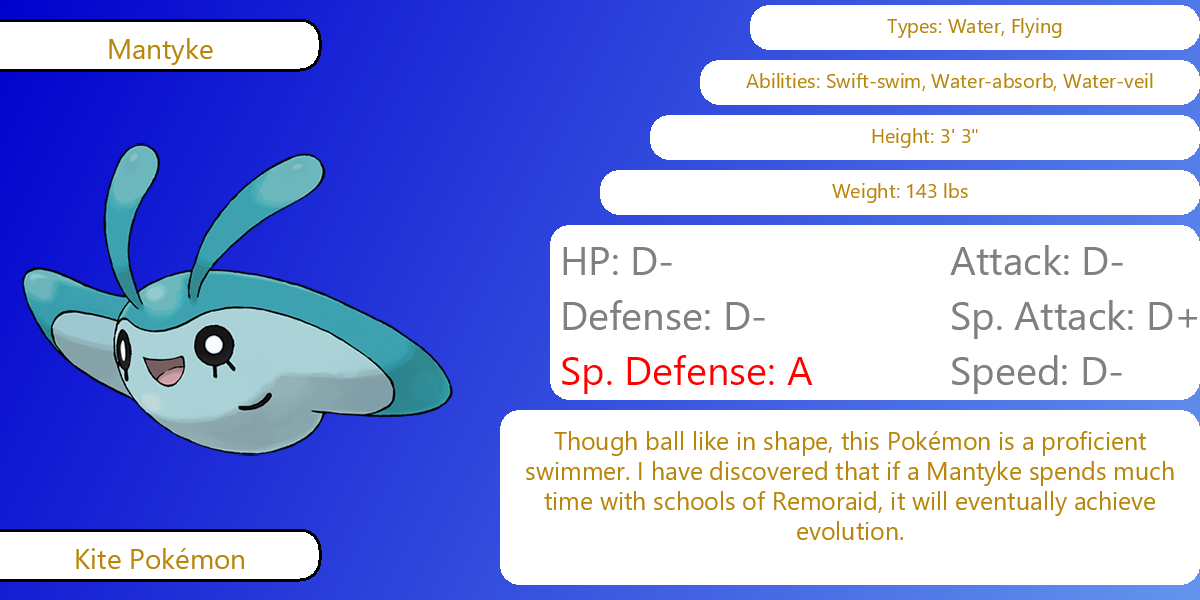 Mantyke
Types: Water, Flying
Abilities: Swift-swim, Water-absorb, Water-veil
Height: 3' 3"
Weight: 143 lbs
HP: D-
Attack: D-
Defense: D-
Sp. Attack: D+
Sp. Defense: A
Speed: D-
Though ball like in shape, this Pokémon is a proficient
swimmer. I have discovered that if a Mantyke spends much
time with schools of Remoraid, it will eventually achieve
evolution.
Kite Pokémon